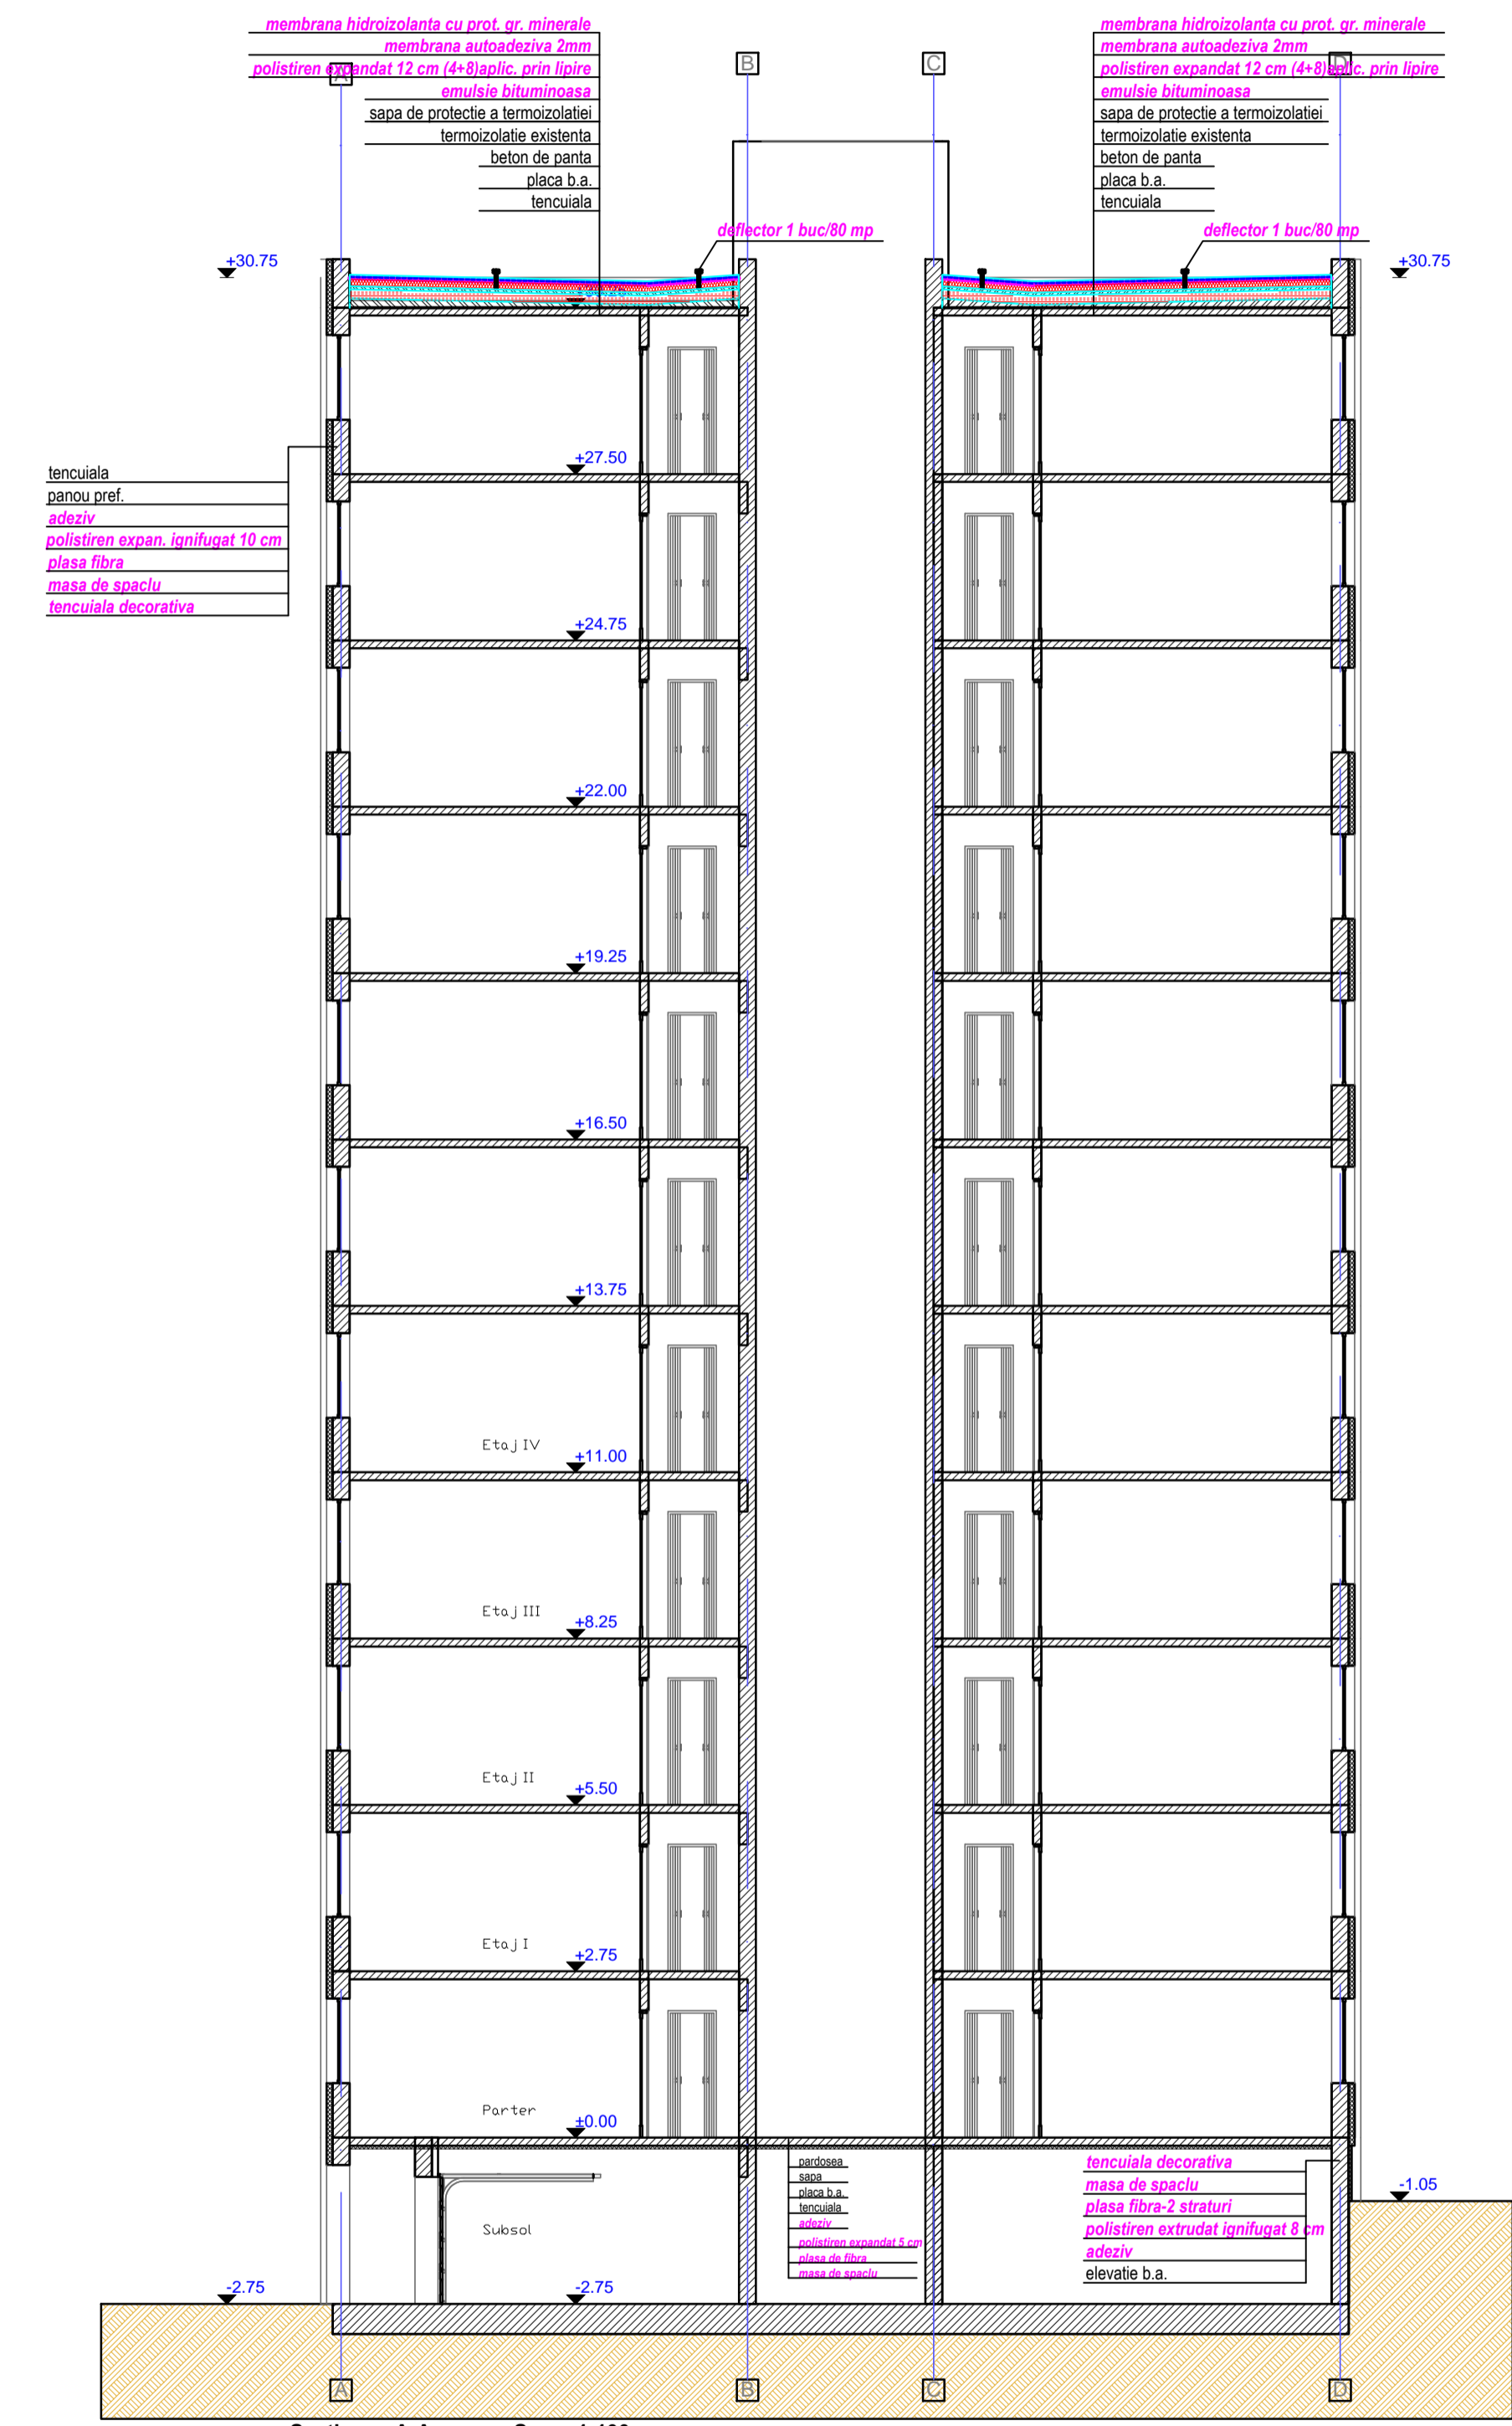 membrana hidroizolanta cu prot. gr. minerale
membrana autoadeziva 2mm
polistiren expandat 12 cm (4+8)aplic. prin lipire
emulsie bituminoasa
sapa de protectie a termoizolatiei
termoizolatie existenta
beton de panta
placa b.a.
tencuiala
A
B
C
membrana hidroizolanta cu prot. gr. minerale
membrana autoadeziva 2mm
polistiren expandat 12 cm (4+8)aplic. prin lipire
emulsie bituminoasa
sapa de protectie a termoizolatiei
termoizolatie existenta
beton de panta
placa b.a.
tencuiala
D
deflector 1 buc/80 mp
deflector 1 buc/80 mp
+30.75
+30.75
+27.50
tencuiala
panou pref.
adeziv
polistiren expan. ignifugat 10 cm
plasa fibra
masa de spaclu
tencuiala decorativa
+24.75
+22.00
+19.25
+16.50
+13.75
Etaj IV
+11.00
Etaj III
+8.25
Etaj II
+5.50
Etaj I
+2.75
Parter
±0.00
pardosea
sapa
placa b.a.
tencuiala
adeziv
polistiren expandat 5 cm
plasa de fibra
masa de spaclu
tencuiala decorativa
masa de spaclu
plasa fibra-2 straturi
polistiren extrudat ignifugat 8 cm
adeziv
elevatie b.a.
-1.05
Subsol
-2.75
-2.75
A
B
C
D